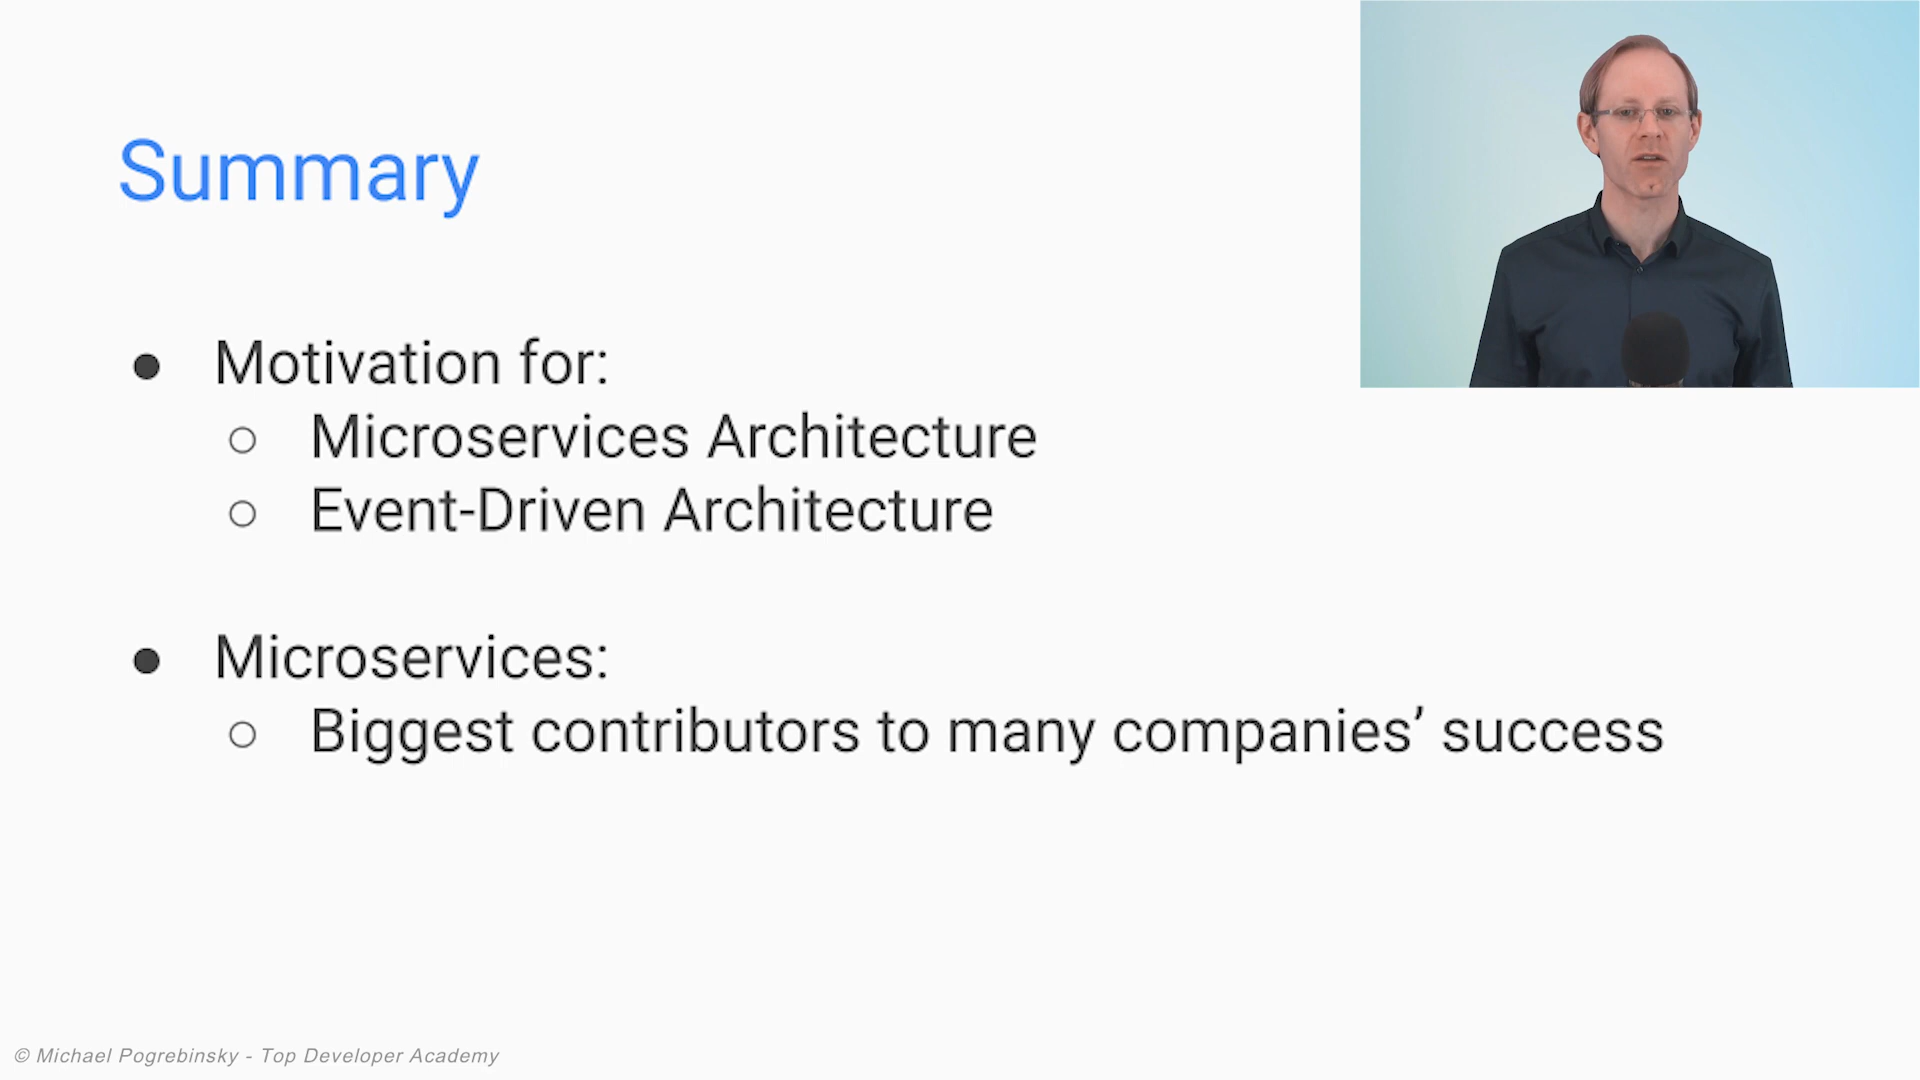 Summary
● Motivation for:
○ Microservices Architecture
○ Event-Driven Architecture
● Microservices:
○ Biggest contributors to many companies’ success
© Michael Pogrebinsky - Top Developer Academy